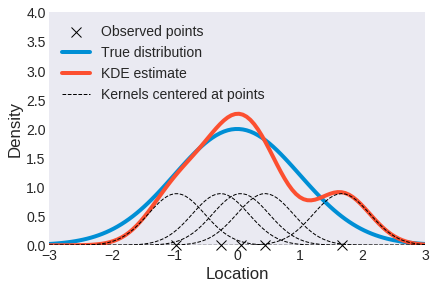 4.0
3.5
3.0
2.5
2.0
1.5
1.0
0.5
0.0
Density
Observed points
True distribution
KDE estimate
Kernels centered at points
−3 −2 −1 0 1 2 3
Location